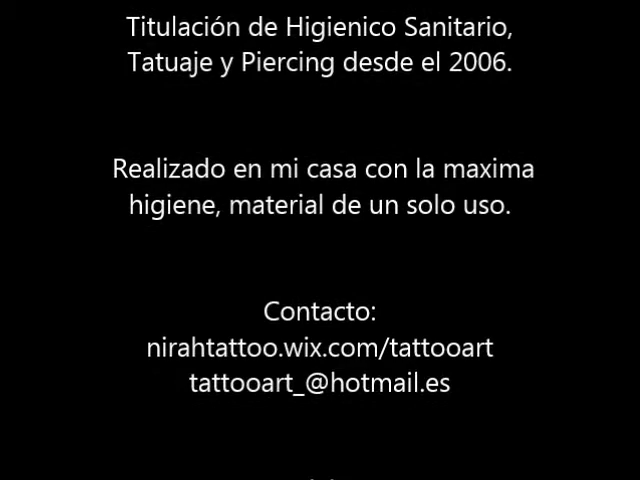 Titulación de Higienico Sanitario,
Tatuaje y Piercing desde el 2006.
Realizado en mi casa con la maxima
higiene, material de un solo uso.
Contacto:
nirahtattoo.wix.com/tattooart
tattooart_@hotmail.es